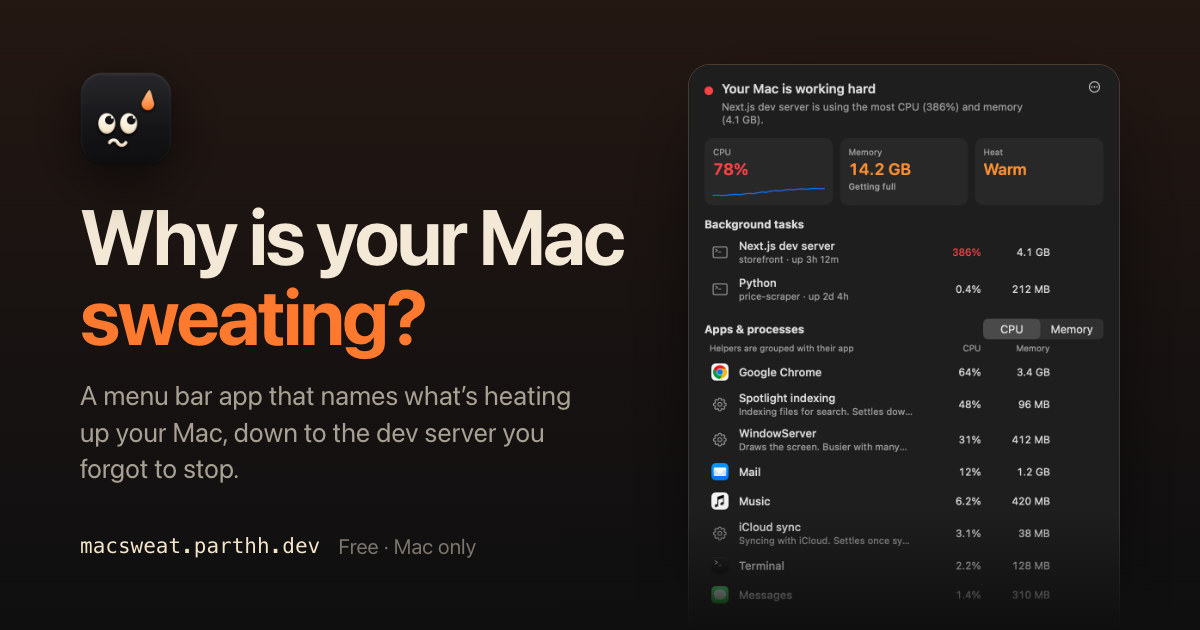 Why is your Mac
sweating?
A menu bar app that names what’s heating
up your Mac, down to the dev server you
forgot to stop.
macsweat.parthh.dev Free · Mac only
Your Mac is working hard
Next.js dev server is using the most CPU (386%) and memory
(4.1 GB).
CPU Memory Heat
78% 14.2 GB Warm
Getting full
Background tasks
Next.js dev server 386% 4.1 GB
storefront · up 3h 12m
Python 0.4% 212 MB
price-scraper · up 2d 4h
Apps & processes CPU Memory
Helpers are grouped with their app CPU Memory
Google Chrome 64% 3.4 GB
Spotlight indexing 48% 96 MB
Indexing files for search. Settles dow...
WindowServer 31% 412 MB
Draws the screen. Busier with many...
Mail 12% 1.2 GB
Music 6.2% 420 MB
iCloud sync 3.1% 38 MB
Syncing with iCloud. Settles once sy...
Terminal 2.2% 128 MB
Messages 1.4% 310 MB